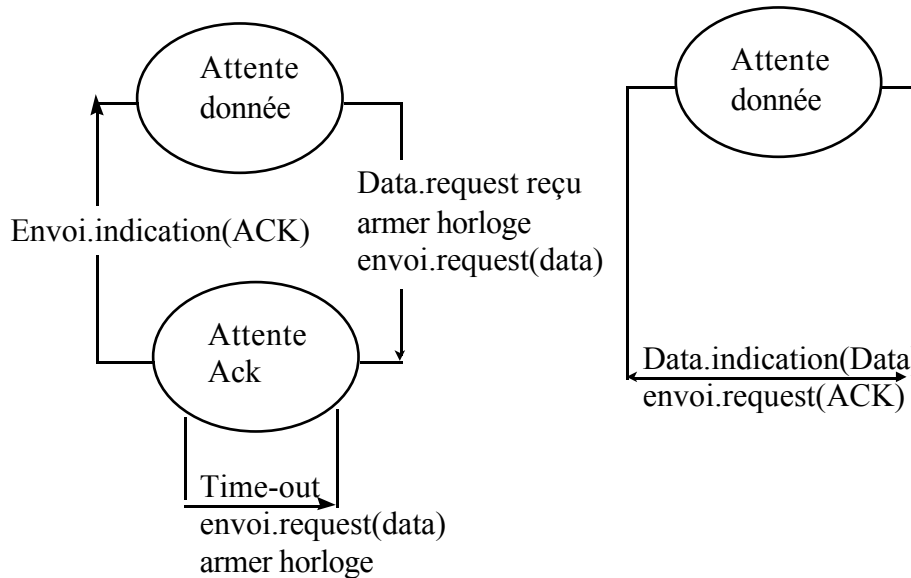 Attente
donnée
Data.request reçu
armer horloge
envoi.request(data)
Envoi.indication(ACK)
Attente
Ack
Time-out
envoi.request(data)
armer horloge
Attente
donnée
Data.indication(Data
envoi.request(ACK)